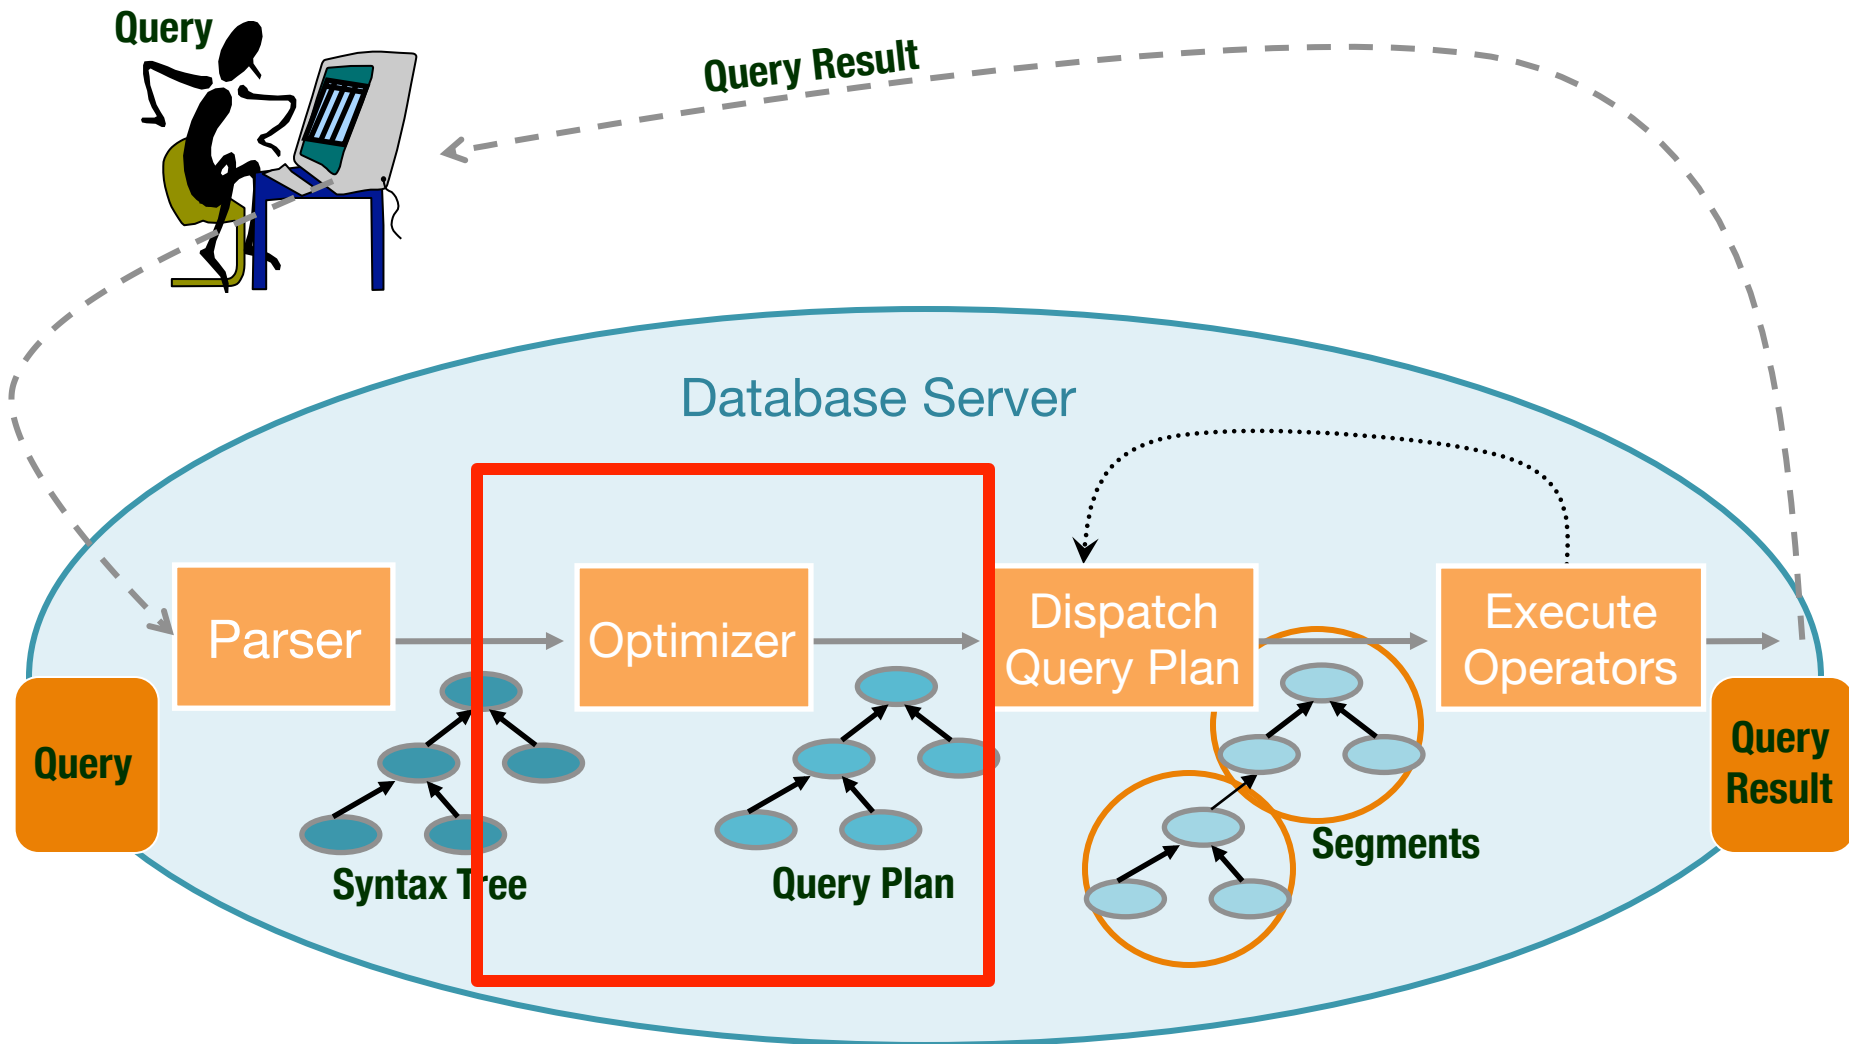 Query
Query Result
Database Server
Parser
Optimizer
Dispatch
Query Plan
Execute
Operators
Query
Query
Result
Syntax Tree
Query Plan
Segments